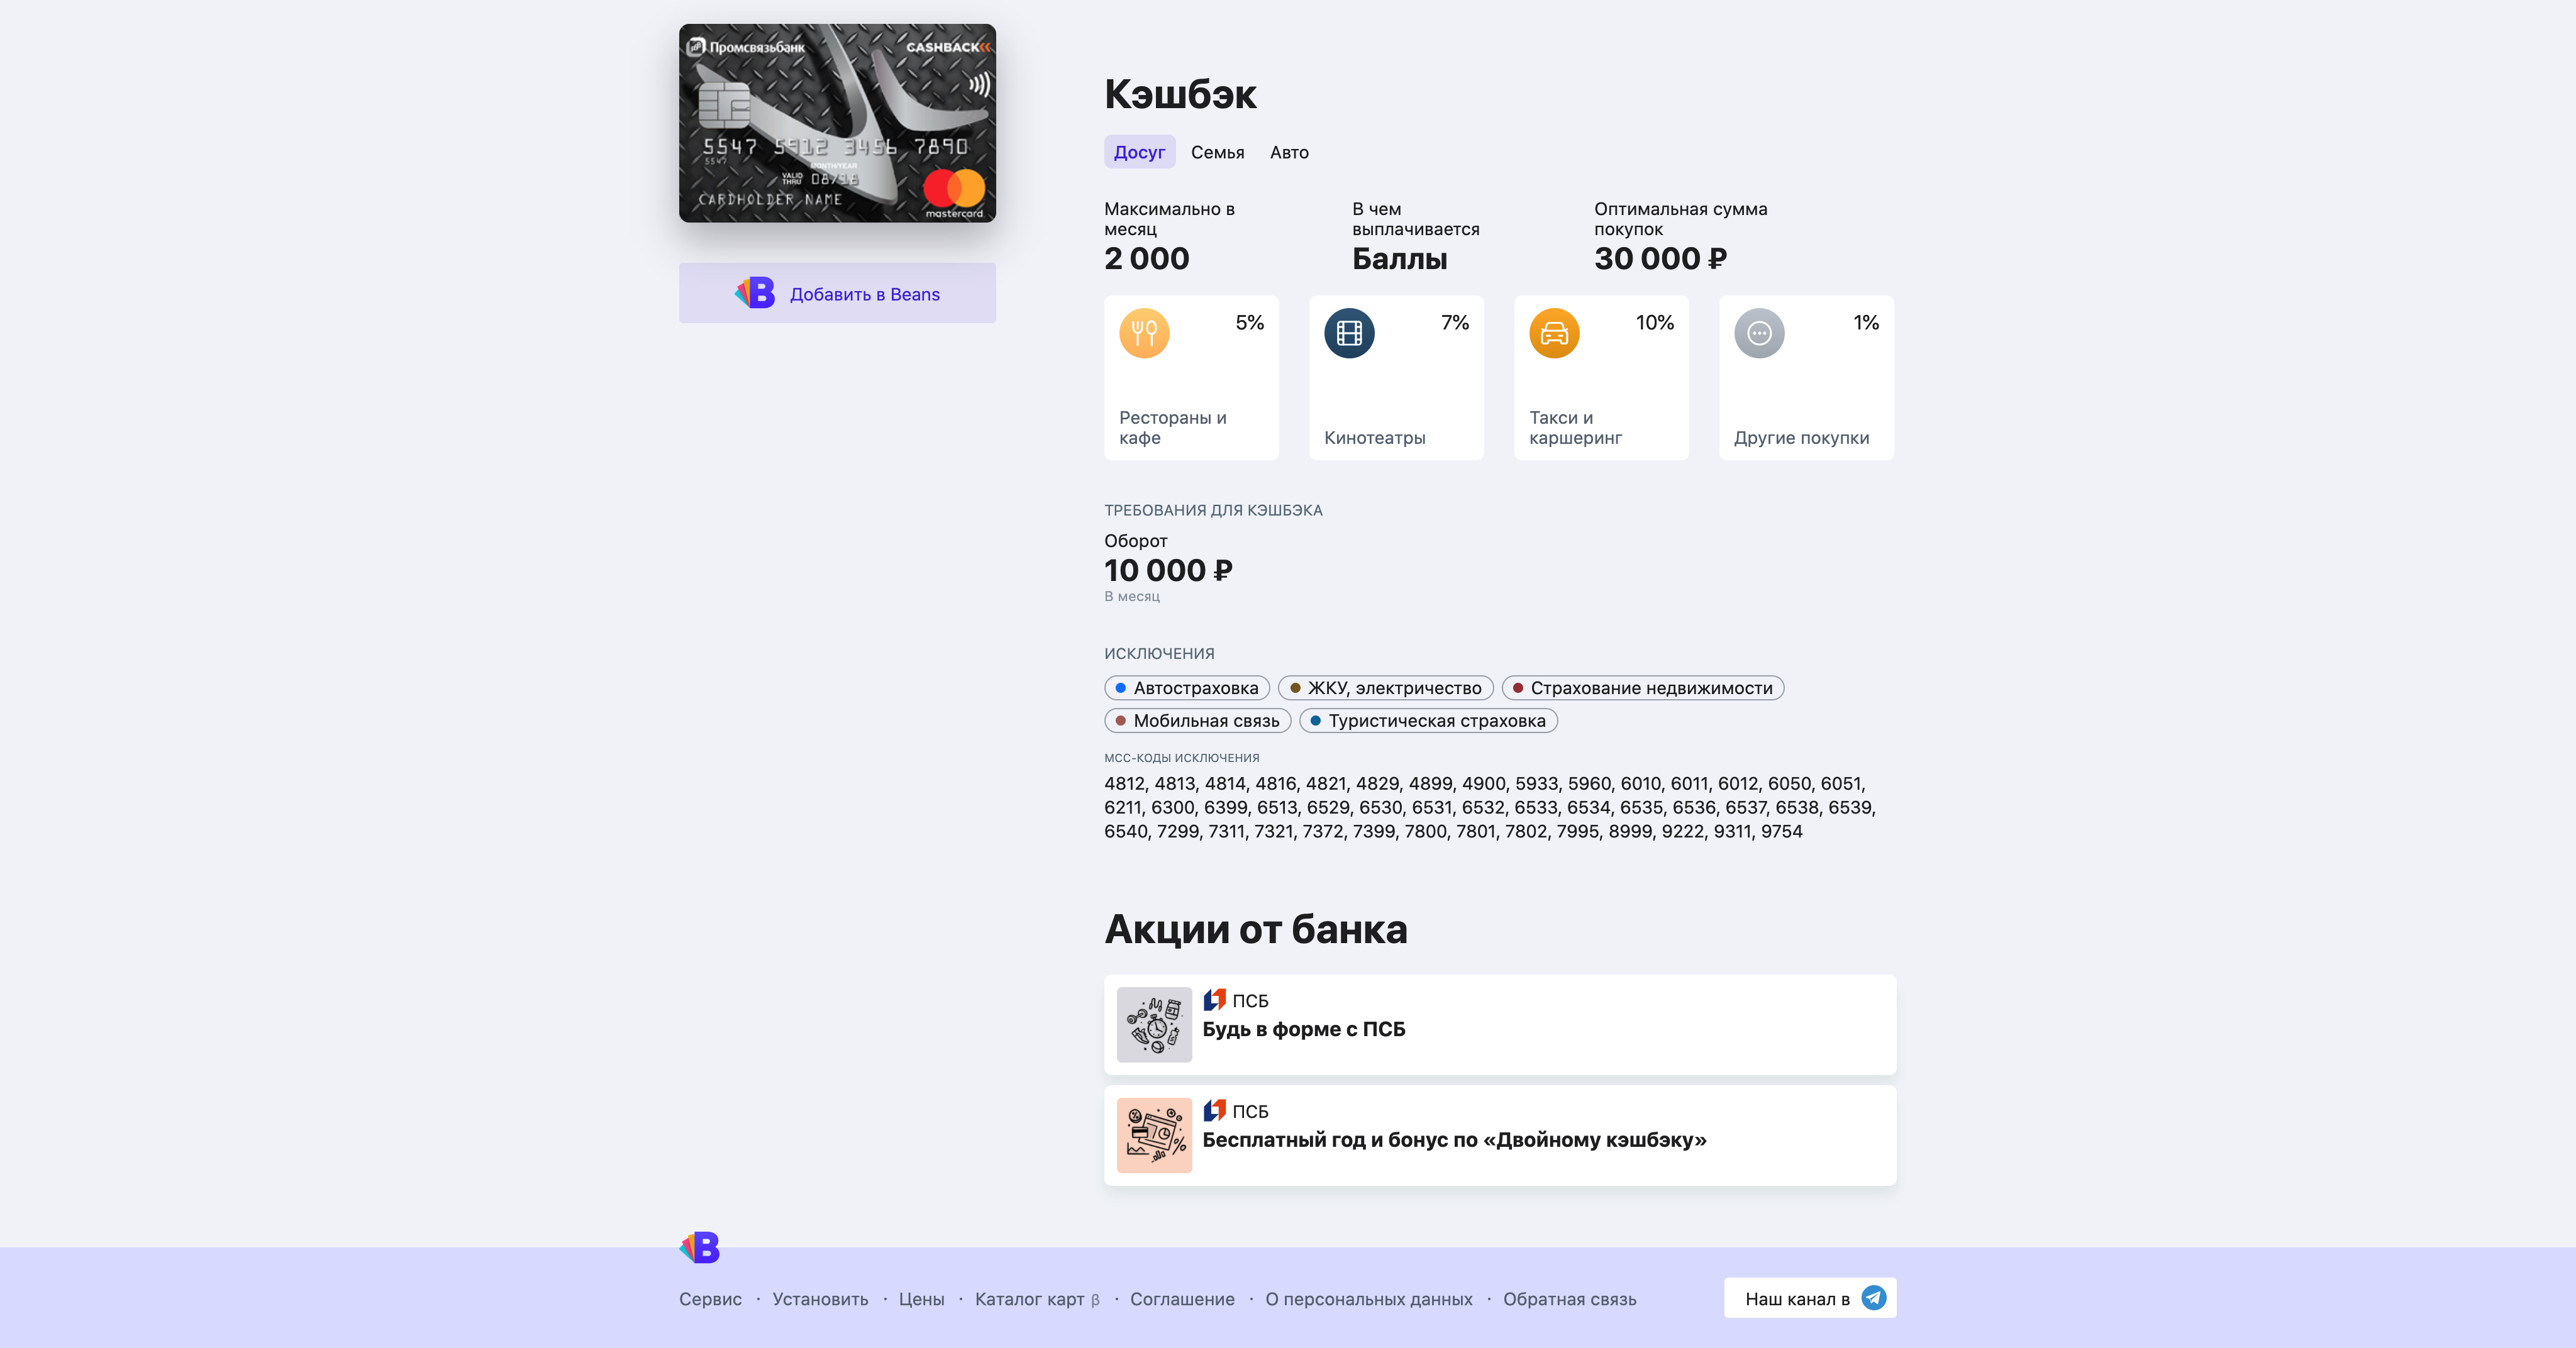 Промсвязьбанк
CASHBACK
5547 5912 3456 7890
5547
MONTH/YEAR
VALID THRU 08/18
CARDHOLDER NAME
mastercard
Добавить в Beans
Кэшбэк
Досуг Семья Авто
Максимально в месяц
2 000
В чем выплачивается
Баллы
Оптимальная сумма покупок
30 000 ₽
5%
Рестораны и кафе
7%
Кинотеатры
10%
Такси и каршеринг
1%
Другие покупки
ТРЕБОВАНИЯ ДЛЯ КЭШБЭКА
Оборот
10 000 ₽
В месяц
ИСКЛЮЧЕНИЯ
Автостраховка ЖКУ, электричество Страхование недвижимости
Мобильная связь Туристическая страховка
МСС-КОДЫ ИСКЛЮЧЕНИЯ
4812, 4813, 4814, 4816, 4821, 4829, 4899, 4900, 5933, 5960, 6010, 6011, 6012, 6050, 6051,
6211, 6300, 6399, 6513, 6529, 6530, 6531, 6532, 6533, 6534, 6535, 6536, 6537, 6538, 6539,
6540, 7299, 7311, 7321, 7372, 7399, 7800, 7801, 7802, 7995, 8999, 9222, 9311, 9754
Акции от банка
ПСБ
Будь в форме с ПСБ
ПСБ
Бесплатный год и бонус по «Двойному кэшбэку»
B
Сервис · Установить · Цены · Каталог карт β · Соглашение · О персональных данных · Обратная связь
Наш канал в